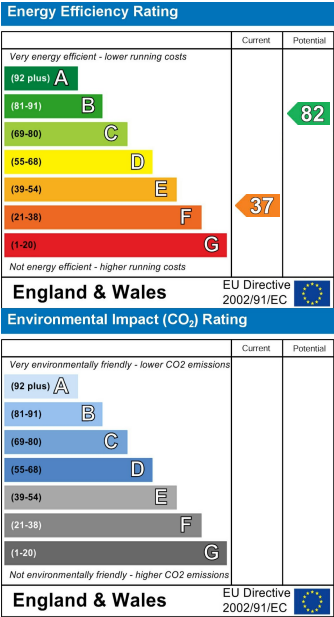 Energy Efficiency Rating
Current Potential
Very energy efficient - lower running costs
(92 plus) A
(81-91) B
(69-80) C
(55-68) D
(39-54) E
(21-38) F
(1-20) G
82
37
Not energy efficient - higher running costs
England & Wales
EU Directive
2002/91/EC
Environmental Impact (CO₂) Rating
Current Potential
Very environmentally friendly - lower CO2 emissions
(92 plus) A
(81-91) B
(69-80) C
(55-68) D
(39-54) E
(21-38) F
(1-20) G
Not environmentally friendly - higher CO2 emissions
England & Wales
EU Directive
2002/91/EC